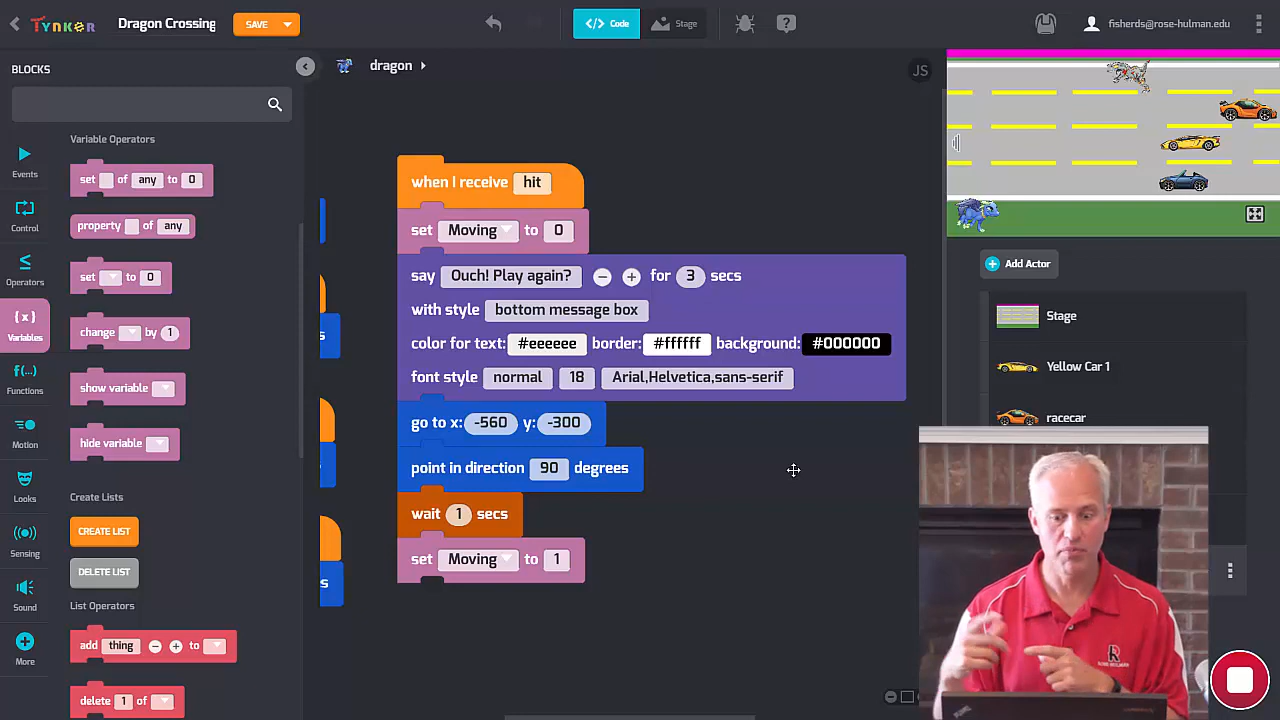 TYNKER
Dragon Crossing
SAVE
</> Code
Stage
fisherds@rose-hulman.edu
BLOCKS
dragon
JS
Events
Control
Operators
{x}
Variables
f(...)
Functions
Motion
Looks
Sensing
Sound
More
Variable Operators
set of any to 0
property of any
set to 0
change by 1
show variable
hide variable
Create Lists
CREATE LIST
DELETE LIST
List Operators
add thing to
delete 1 of
when I receive hit
set Moving to 0
say Ouch! Play again? for 3 secs
with style bottom message box
color for text: #eeeeee border: #ffffff background: #000000
font style normal 18 Arial,Helvetica,sans-serif
go to x: -560 y: -300
point in direction 90 degrees
wait 1 secs
set Moving to 1
s
s
Add Actor
Stage
Yellow Car 1
racecar
ROSE-HULMAN